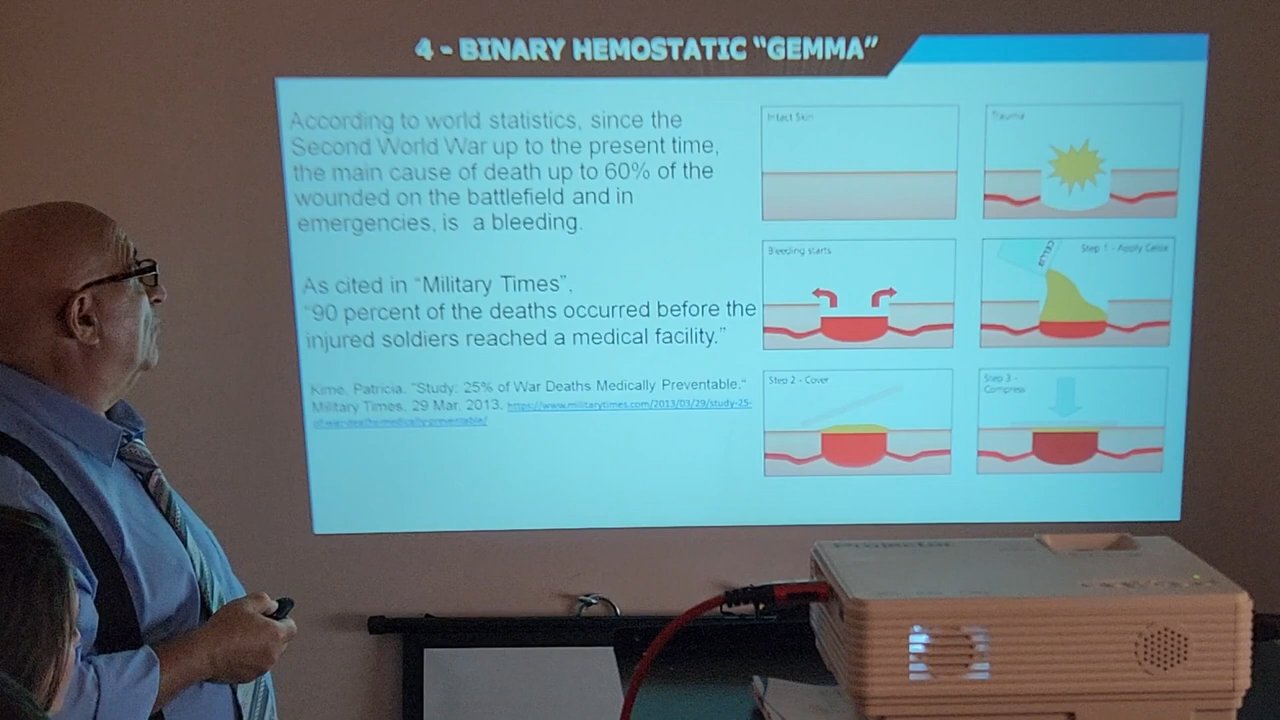 4 - BINARY HEMOSTATIC "GEMMA"
According to world statistics, since the
Second World War up to the present time,
the main cause of death up to 60% of the
wounded on the battlefield and in
emergencies, is a bleeding.
As cited in "Military Times",
"90 percent of the deaths occurred before the
injured soldiers reached a medical facility."
Kime, Patricia. "Study: 25% of War Deaths Medically Preventable."
Military Times, 29 Mar. 2013, https://www.militarytimes.com/2013/03/29/study-25-
of-war-deaths-medically-preventable/
Intact Skin
Trauma
Bleeding starts
CELOX
Step 1 - Apply Celox
Step 2 - Cover
Step 3 -
Compress
Projector